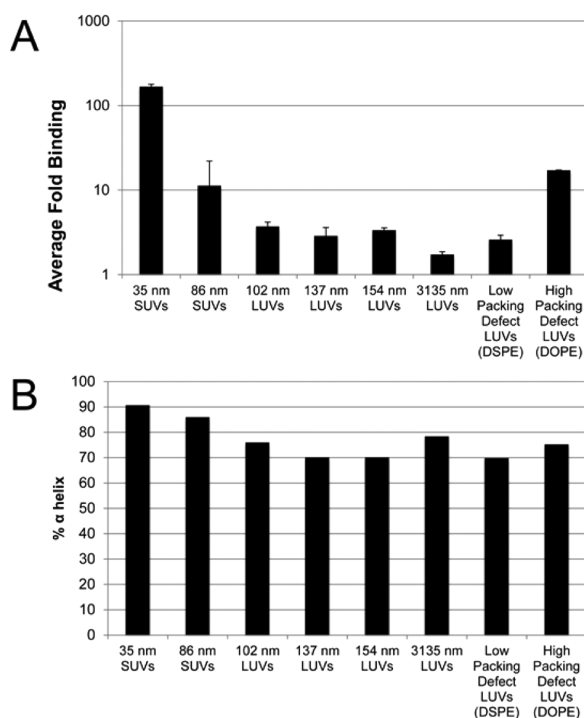 A
Average Fold Binding
1000
100
10
1
35 nm
SUVs
86 nm
SUVs
102 nm
LUVs
137 nm
LUVs
154 nm
LUVs
3135 nm
LUVs
Low
Packing
Defect
LUVs
(DSPE)
High
Packing
Defect
LUVs
(DOPE)
B
% α helix
100
90
80
70
60
50
40
30
20
10
0
35 nm
SUVs
86 nm
SUVs
102 nm
LUVs
137 nm
LUVs
154 nm
LUVs
3135 nm
LUVs
Low
Packing
Defect
LUVs
(DSPE)
High
Packing
Defect
LUVs
(DOPE)